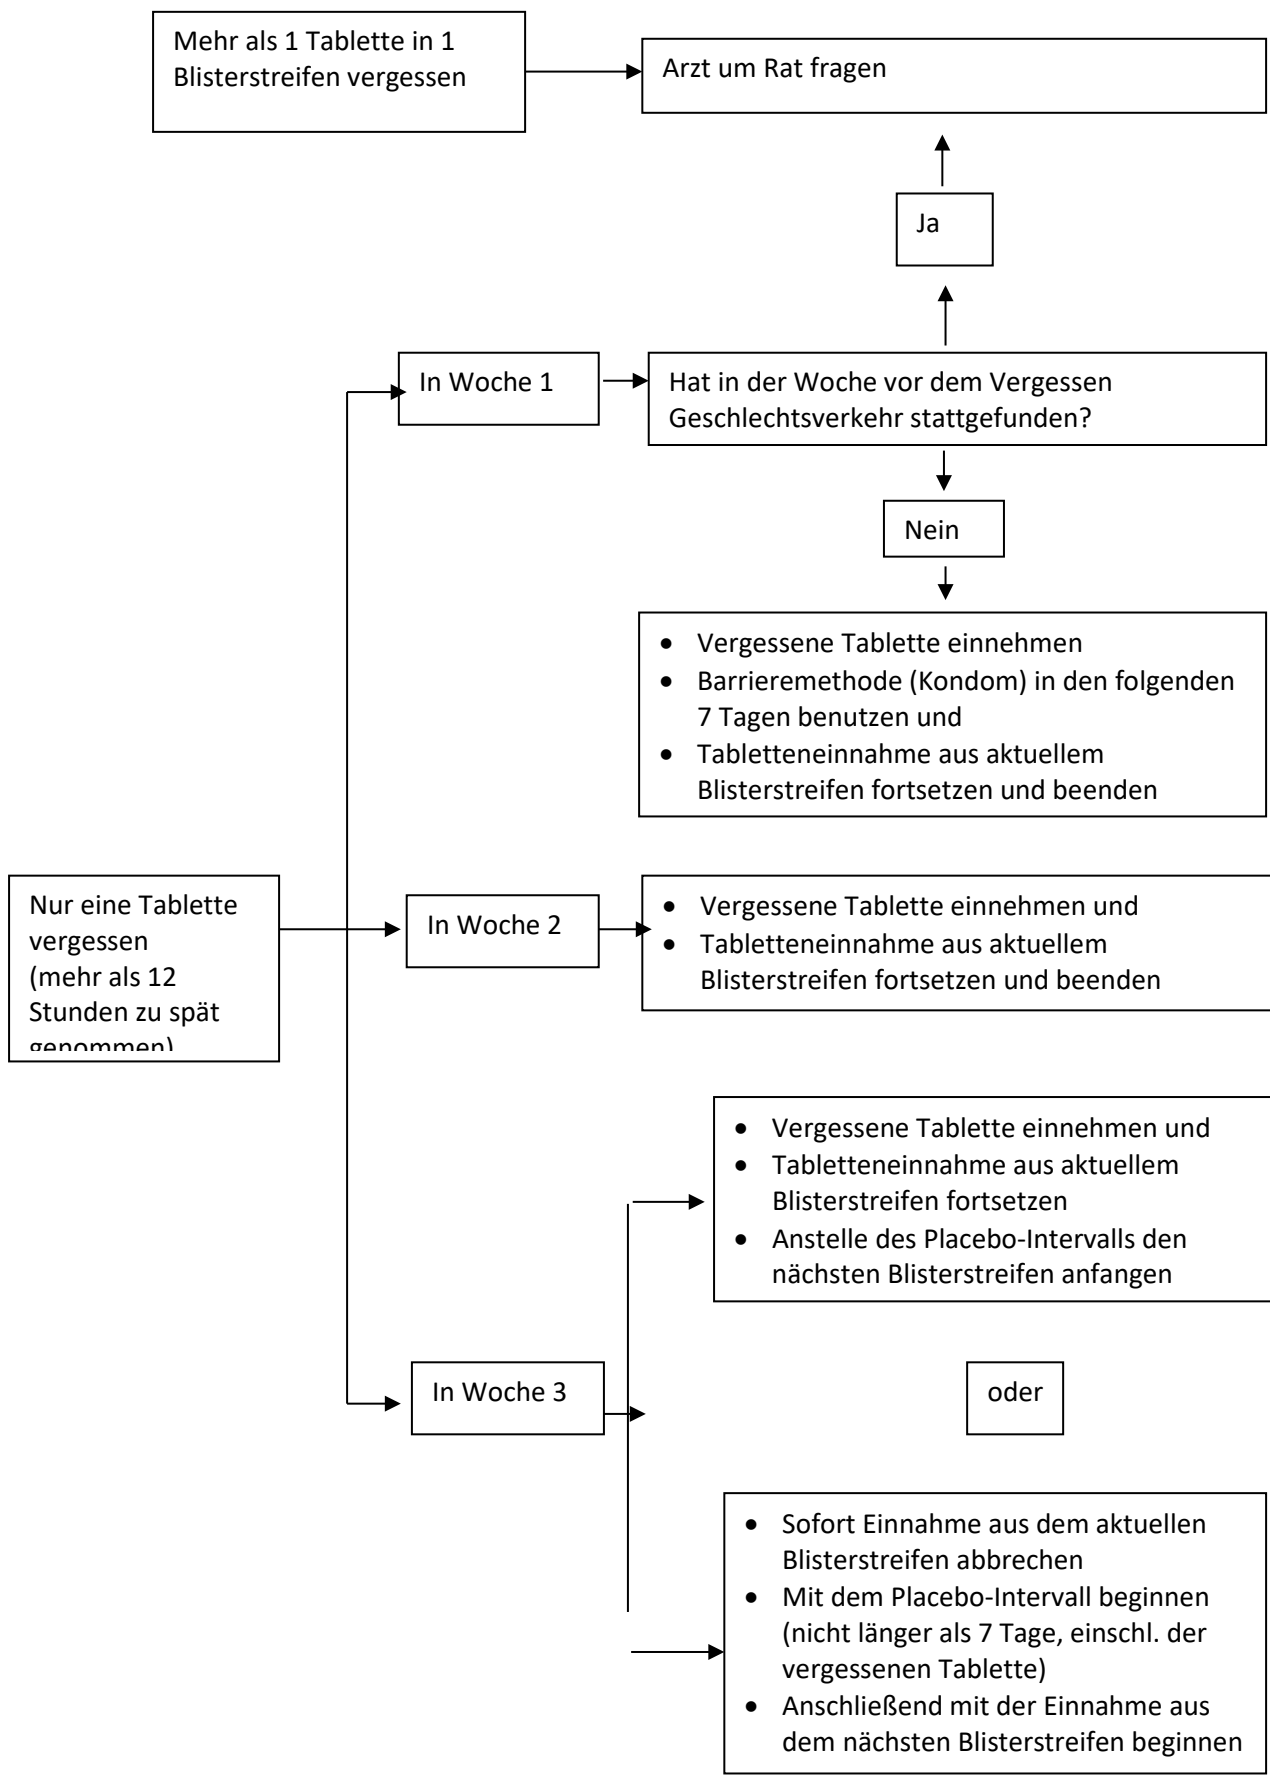 Mehr als 1 Tablette in 1
Blisterstreifen vergessen
Arzt um Rat fragen
Ja
In Woche 1
Hat in der Woche vor dem Vergessen
Geschlechtsverkehr stattgefunden?
Nein
• Vergessene Tablette einnehmen
• Barrieremethode (Kondom) in den folgenden
7 Tagen benutzen und
• Tabletteneinnahme aus aktuellem
Blisterstreifen fortsetzen und beenden
Nur eine Tablette
vergessen
(mehr als 12
Stunden zu spät
genommen)
In Woche 2
• Vergessene Tablette einnehmen und
• Tabletteneinnahme aus aktuellem
Blisterstreifen fortsetzen und beenden
In Woche 3
• Vergessene Tablette einnehmen und
• Tabletteneinnahme aus aktuellem
Blisterstreifen fortsetzen
• Anstelle des Placebo-Intervalls den
nächsten Blisterstreifen anfangen
oder
• Sofort Einnahme aus dem aktuellen
Blisterstreifen abbrechen
• Mit dem Placebo-Intervall beginnen
(nicht länger als 7 Tage, einschl. der
vergessenen Tablette)
• Anschließend mit der Einnahme aus
dem nächsten Blisterstreifen beginnen